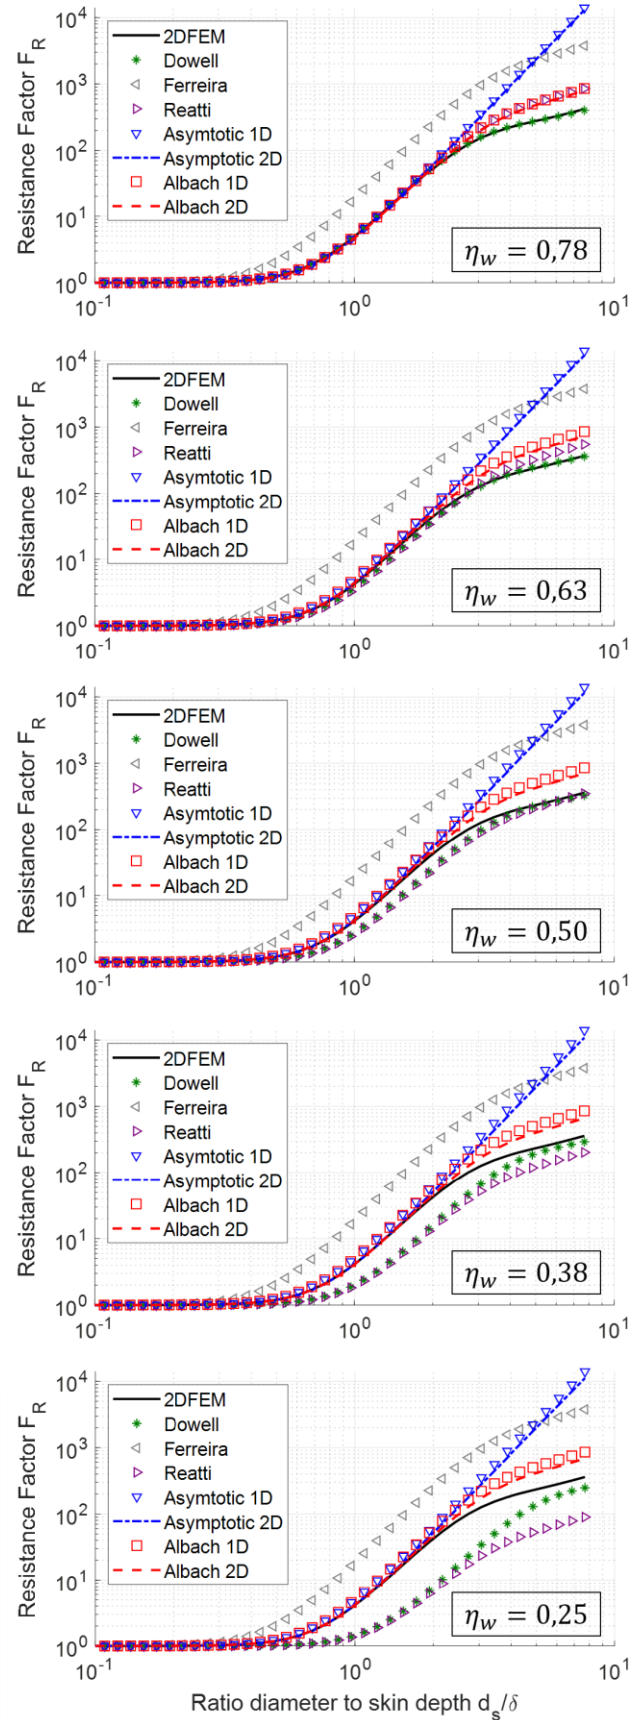 Resistance Factor F_R
10^4
10^3
10^2
10^1
10^0
2DFEM
Dowell
Ferreira
Reatti
Asymtotic 1D
Asymptotic 2D
Albach 1D
Albach 2D
η_w = 0,78
10^-1
10^0
10^1
Resistance Factor F_R
10^4
10^3
10^2
10^1
10^0
2DFEM
Dowell
Ferreira
Reatti
Asymtotic 1D
Asymptotic 2D
Albach 1D
Albach 2D
η_w = 0,63
10^-1
10^0
10^1
Resistance Factor F_R
10^4
10^3
10^2
10^1
10^0
2DFEM
Dowell
Ferreira
Reatti
Asymtotic 1D
Asymptotic 2D
Albach 1D
Albach 2D
η_w = 0,50
10^-1
10^0
10^1
Resistance Factor F_R
10^4
10^3
10^2
10^1
10^0
2DFEM
Dowell
Ferreira
Reatti
Asymtotic 1D
Asymptotic 2D
Albach 1D
Albach 2D
η_w = 0,38
10^-1
10^0
10^1
Resistance Factor F_R
10^4
10^3
10^2
10^1
10^0
2DFEM
Dowell
Ferreira
Reatti
Asymtotic 1D
Asymptotic 2D
Albach 1D
Albach 2D
η_w = 0,25
10^-1
10^0
10^1
Ratio diameter to skin depth d_s/δ